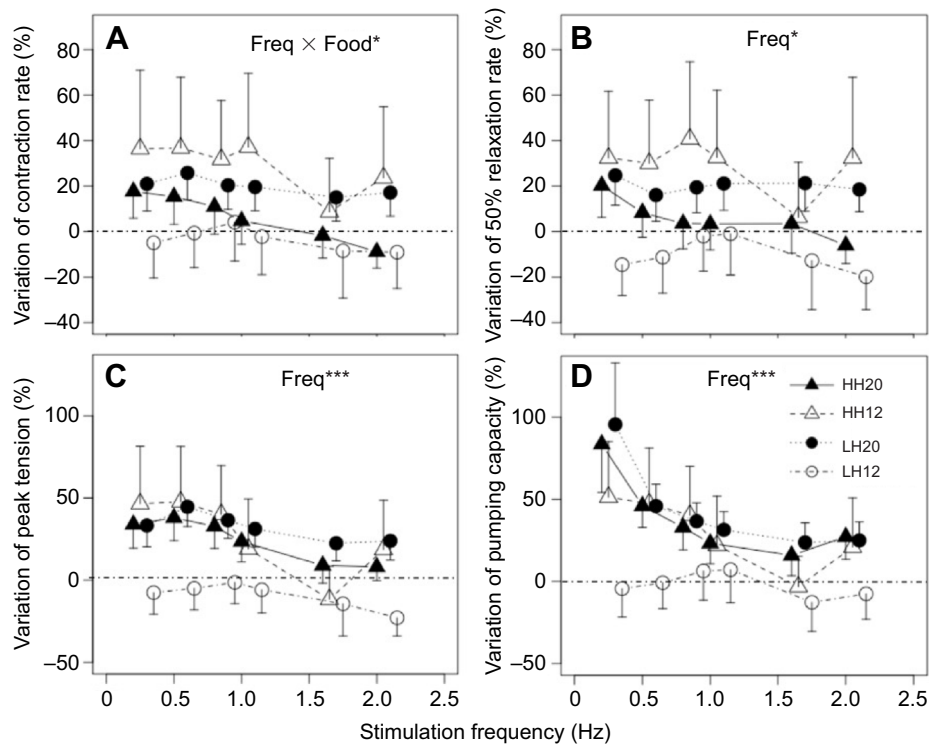 A
Freq × Food*
Variation of contraction rate (%)
80
60
40
20
0
–20
–40
B
Freq*
Variation of 50% relaxation rate (%)
80
60
40
20
0
–20
–40
C
Freq***
Variation of peak tension (%)
100
50
0
–50
0
0.5
1.0
1.5
2.0
2.5
D
Freq***
Variation of pumping capacity (%)
100
50
0
–50
0
0.5
1.0
1.5
2.0
2.5
HH20
HH12
LH20
LH12
Stimulation frequency (Hz)